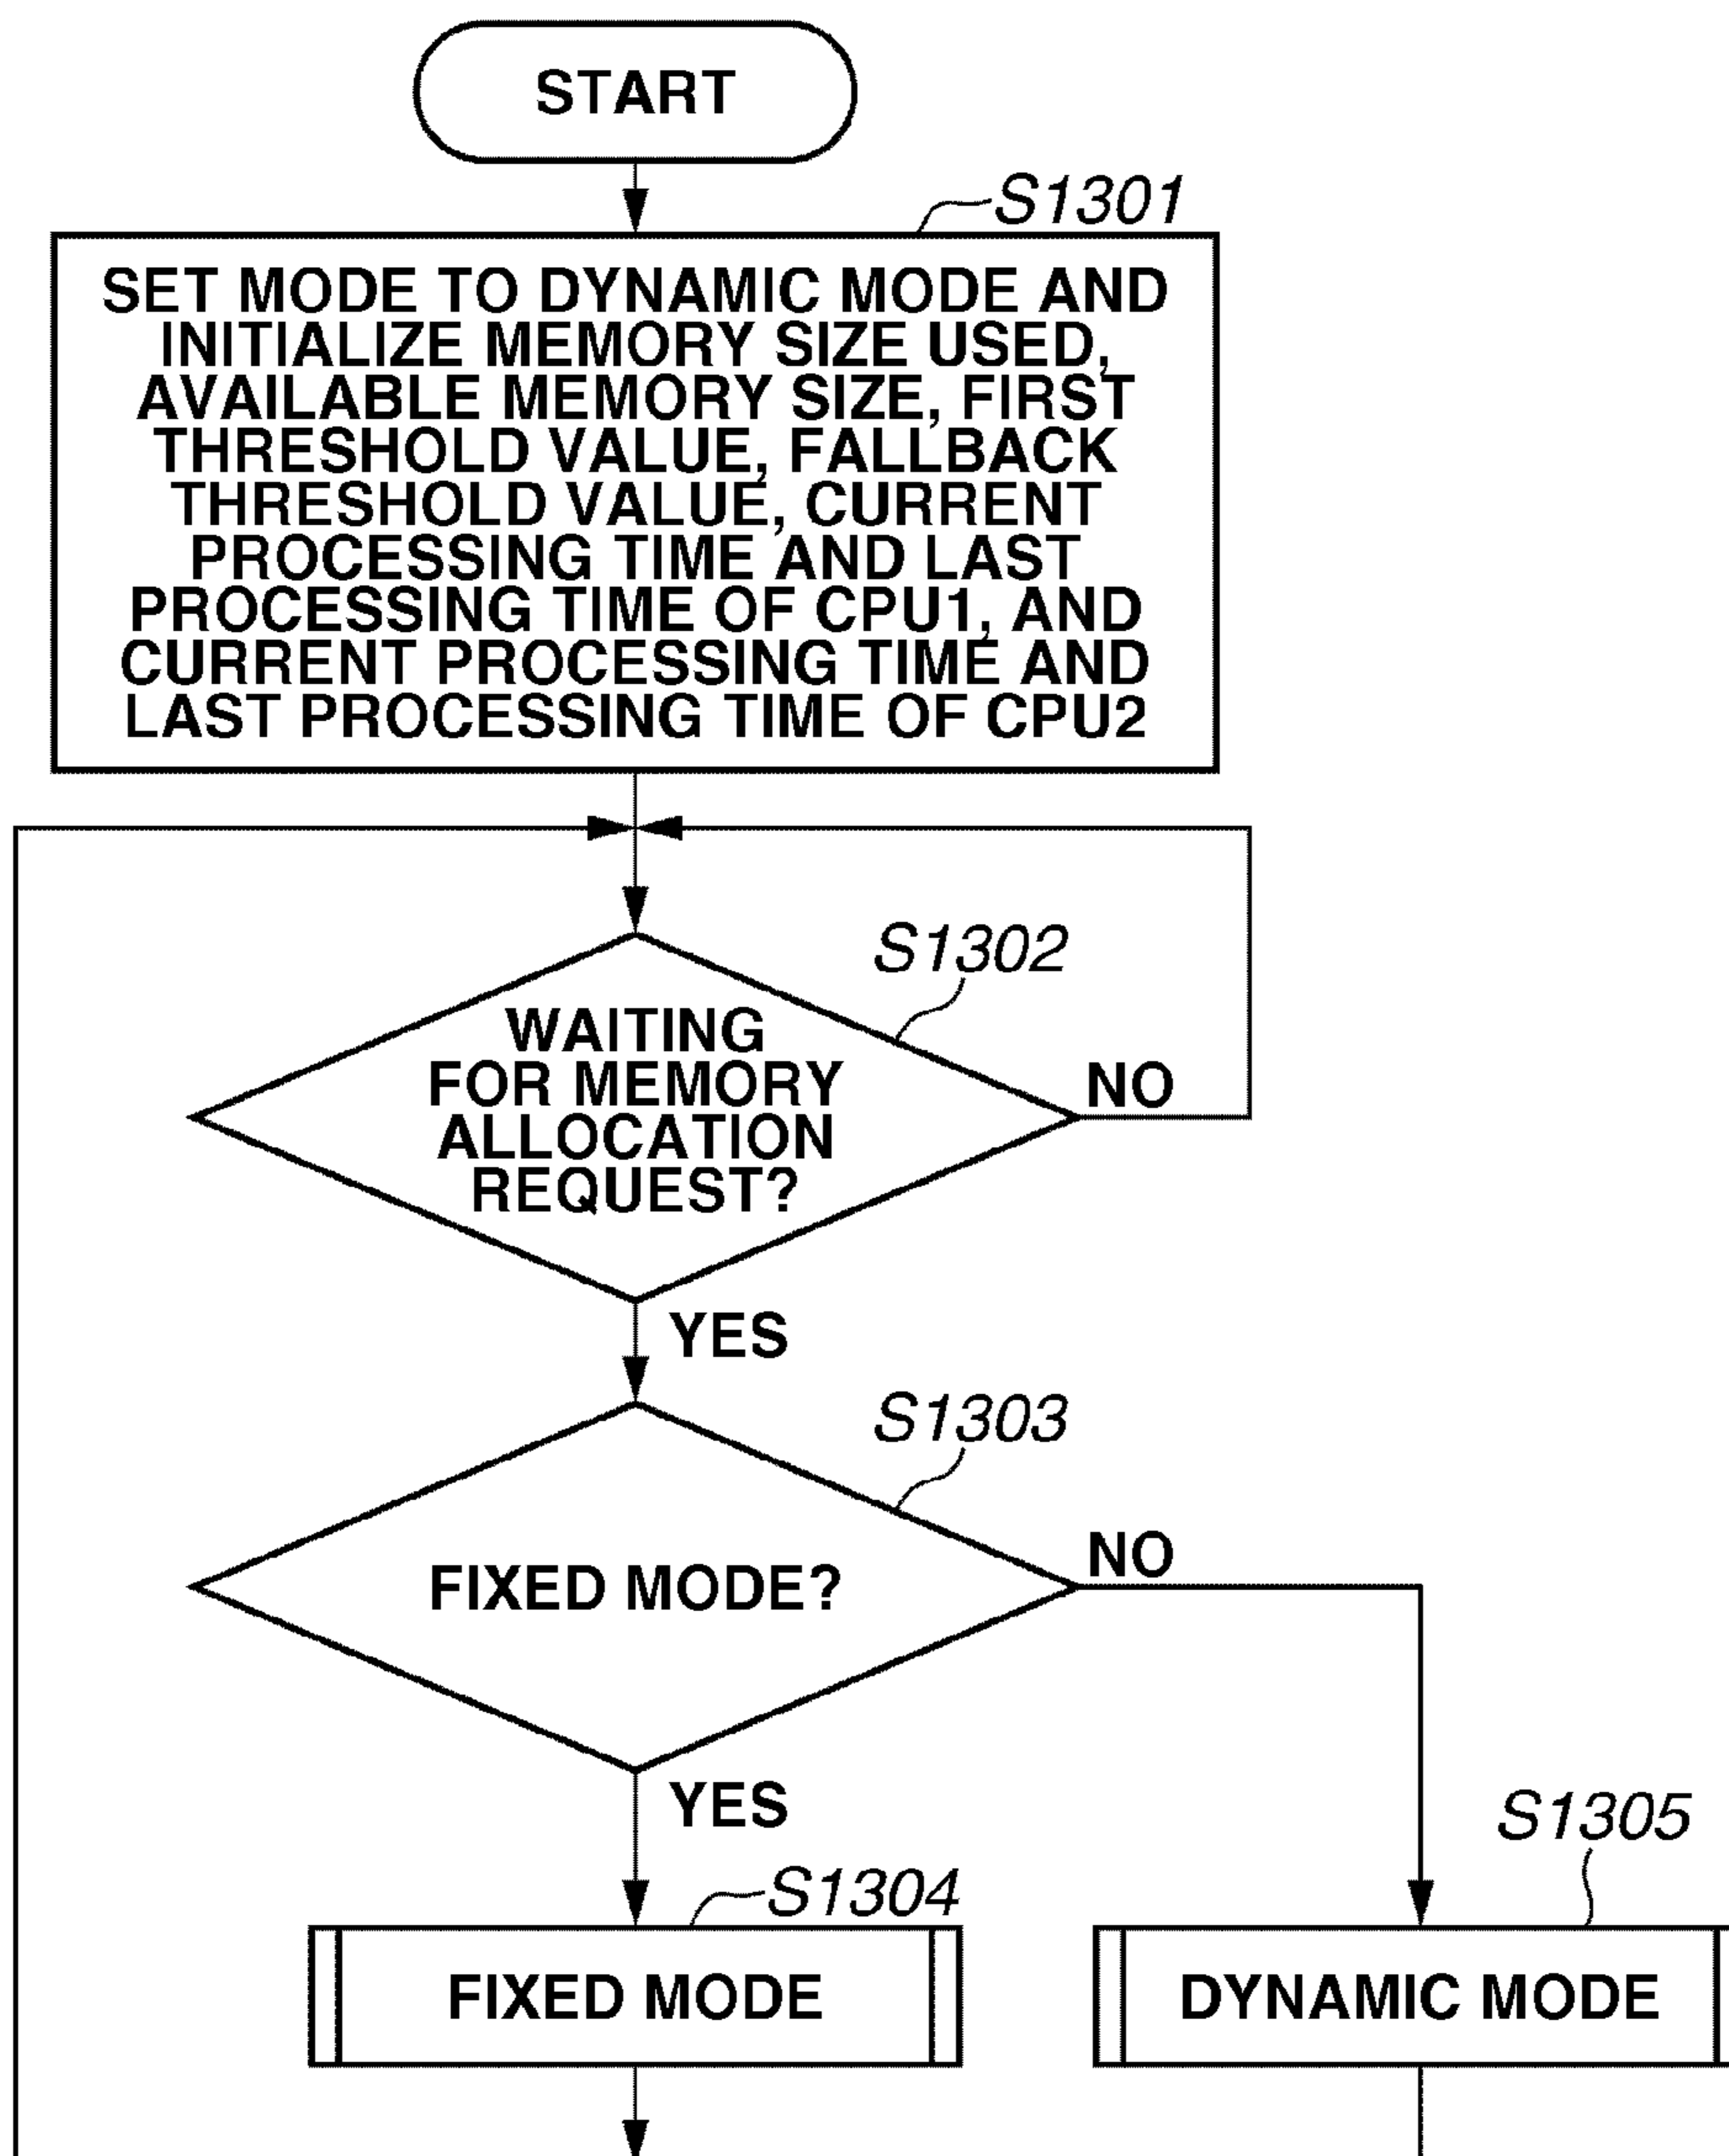 START
S1301
SET MODE TO DYNAMIC MODE AND
INITIALIZE MEMORY SIZE USED,
AVAILABLE MEMORY SIZE, FIRST
THRESHOLD VALUE, FALLBACK
THRESHOLD VALUE, CURRENT
PROCESSING TIME AND LAST
PROCESSING TIME OF CPU1, AND
CURRENT PROCESSING TIME AND
LAST PROCESSING TIME OF CPU2
S1302
WAITING
FOR MEMORY
ALLOCATION
REQUEST?
NO
YES
S1303
FIXED MODE?
NO
YES
S1304
FIXED MODE
S1305
DYNAMIC MODE